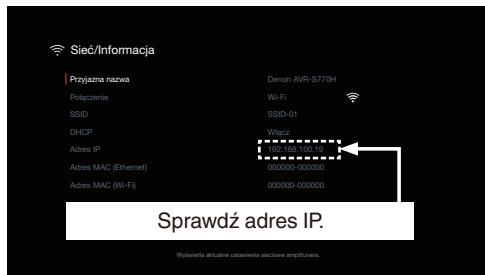 Sieć/Informacja
Przyjazna nazwa Denon AVR-S770H
Połączenie Wi-Fi
SSID SSID-01
DHCP Włącz
Adres IP 192.168.100.19
Adres MAC (Ethernet) 000000-000000
Adres MAC (Wi-Fi) 000000-000000
Sprawdź adres IP.
Wyświetla aktualne ustawienia sieciowe amplitunera.